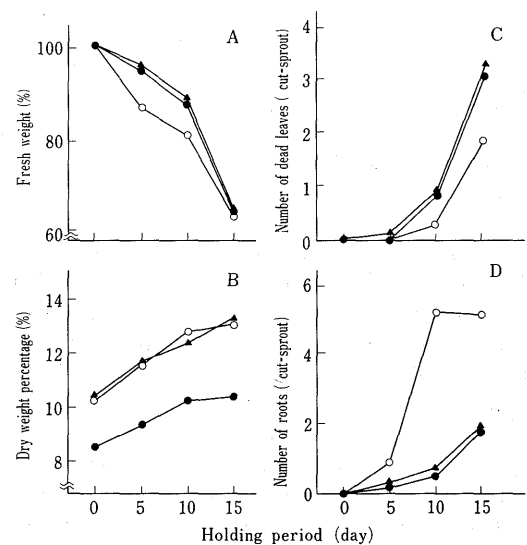 A
100
80
60
Fresh weight (%)
C
4
3
2
1
0
Number of dead leaves ( cut-sprout)
B
14
12
10
8
Dry weight percentage (%)
0 5 10 15
D
6
4
2
0
Number of roots (/cut-sprout)
0 5 10 15
Holding period (day)